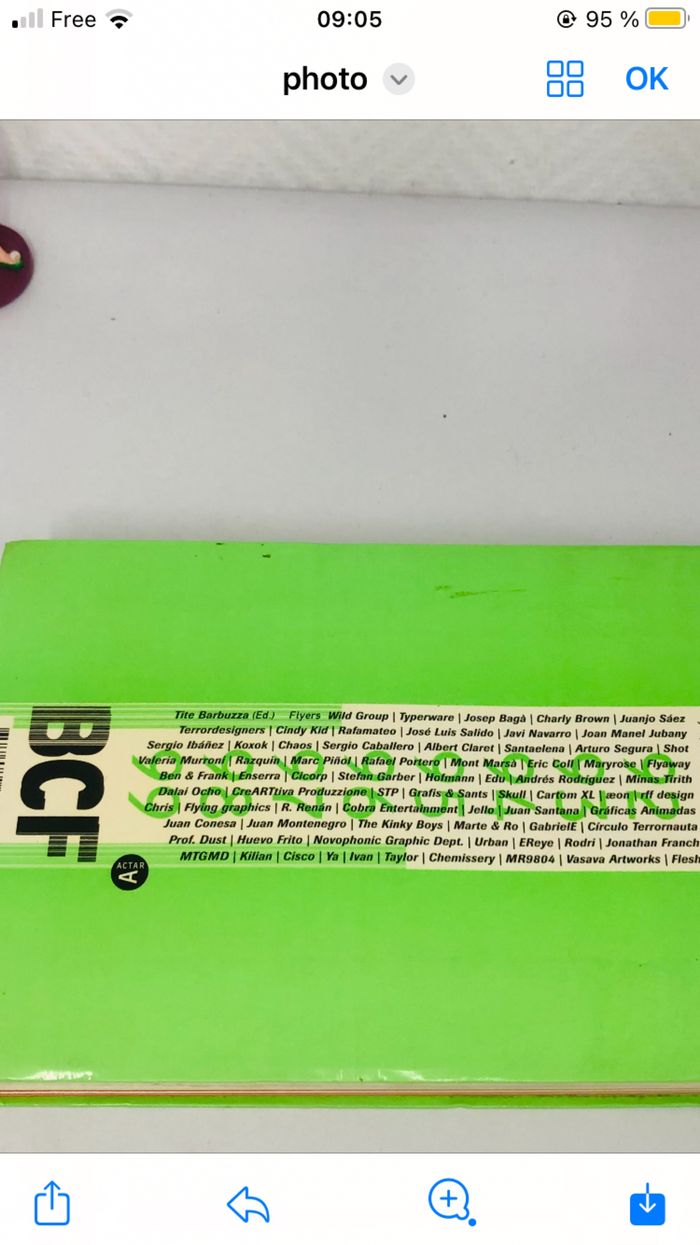 Free
09:05
95 %
photo
OK
BCF
ACTAR
A
Tite Barbuzza (Ed.) Flyers Wild Group | Typerware | Josep Bagà | Charly Brown | Juanjo Sáez
Terrordesigners | Cindy Kid | Rafamateo | José Luis Salido | Javi Navarro | Joan Manel Jubany
Sergio Ibáñez | Koxok | Chaos | Sergio Caballero | Albert Claret | Santaelena | Arturo Segura | Shot
Valeria Murroni | Razquin | Marc Piñol | Rafael Portero | Mont Marsà | Eric Coll | Maryrose | Flyaway
Ben & Frank | Enserra | Cicorp | Stefan Garber | Hofmann | Edu | Andrés Rodríguez | Minas Tirith
Dalai Ocho | CreARTtiva Produzzione | STP | Grafis & Sants | Skull | Cartom XL | æon | rff design
Chris | Flying graphics | R. Renán | Cobra Entertainment | Jello | Juan Santana | Gráficas Animadas
Juan Conesa | Juan Montenegro | The Kinky Boys | Marte & Ro | GabrielE | Círculo Terrornauta
Prof. Dust | Huevo Frito | Novophonic Graphic Dept. | Urban | EReye | Rodri | Jonathan Franch
MTGMD | Kilian | Cisco | Ya | Ivan | Taylor | Chemissery | MR9804 | Vasava Artworks | Flesh